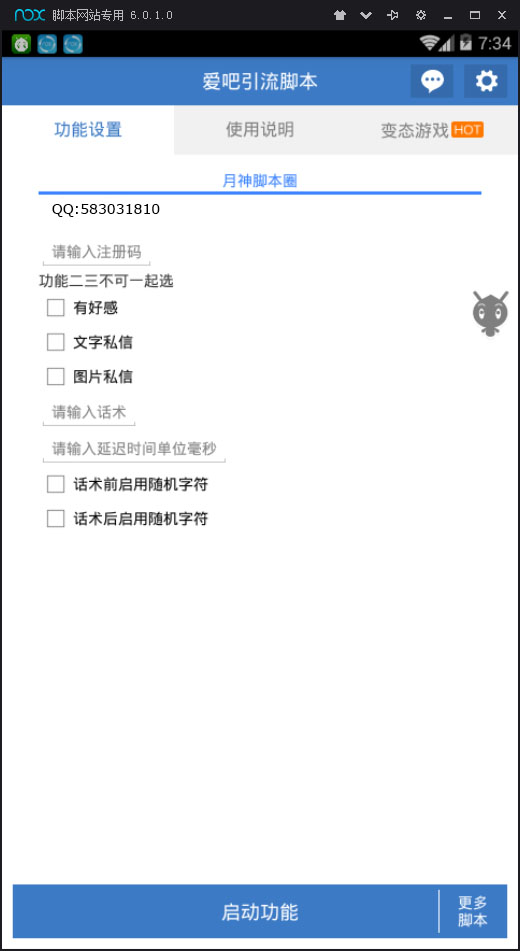 nox 脚本网站专用 6.0.1.0
7:34
爱吧引流脚本
功能设置
使用说明
变态游戏 HOT
月神脚本圈
QQ:583031810
请输入注册码
功能二三不可一起选
有好感
文字私信
图片私信
请输入话术
请输入延迟时间单位毫秒
话术前启用随机字符
话术后启用随机字符
启动功能
更多
脚本